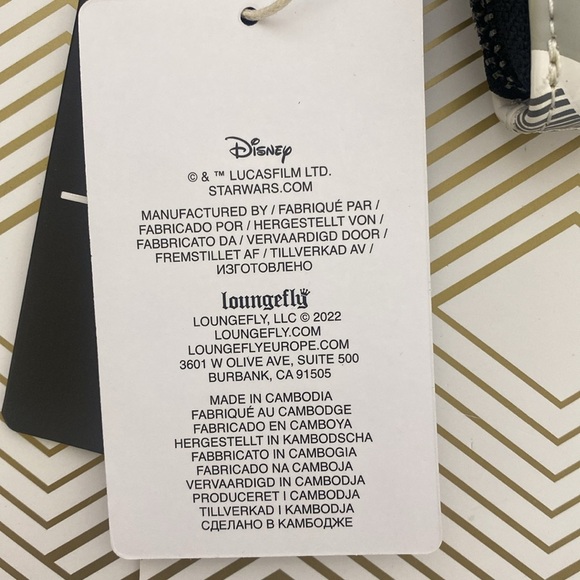 Disney
© & ™ LUCASFILM LTD.
STARWARS.COM
MANUFACTURED BY / FABRIQUÉ PAR /
FABRICADO POR / HERGESTELLT VON /
FABBRICATO DA / VERVAARDIGD DOOR /
FREMSTILLET AF / TILLVERKAD AV /
ИЗГОТОВЛЕНО
loungefly
LOUNGEFLY, LLC © 2022
LOUNGEFLY.COM
LOUNGEFLYEUROPE.COM
3601 W OLIVE AVE, SUITE 500
BURBANK, CA 91505
MADE IN CAMBODIA
FABRIQUÉ AU CAMBODGE
FABRICADO EN CAMBOYA
HERGESTELLT IN KAMBODSCHA
FABBRICATO IN CAMBOGIA
FABRICADO NA CAMBOJA
VERVAARDIGD IN CAMBODJA
PRODUCERET I CAMBODJA
TILLVERKAD I KAMBODJA
СДЕЛАНО В КАМБОДЖЕ